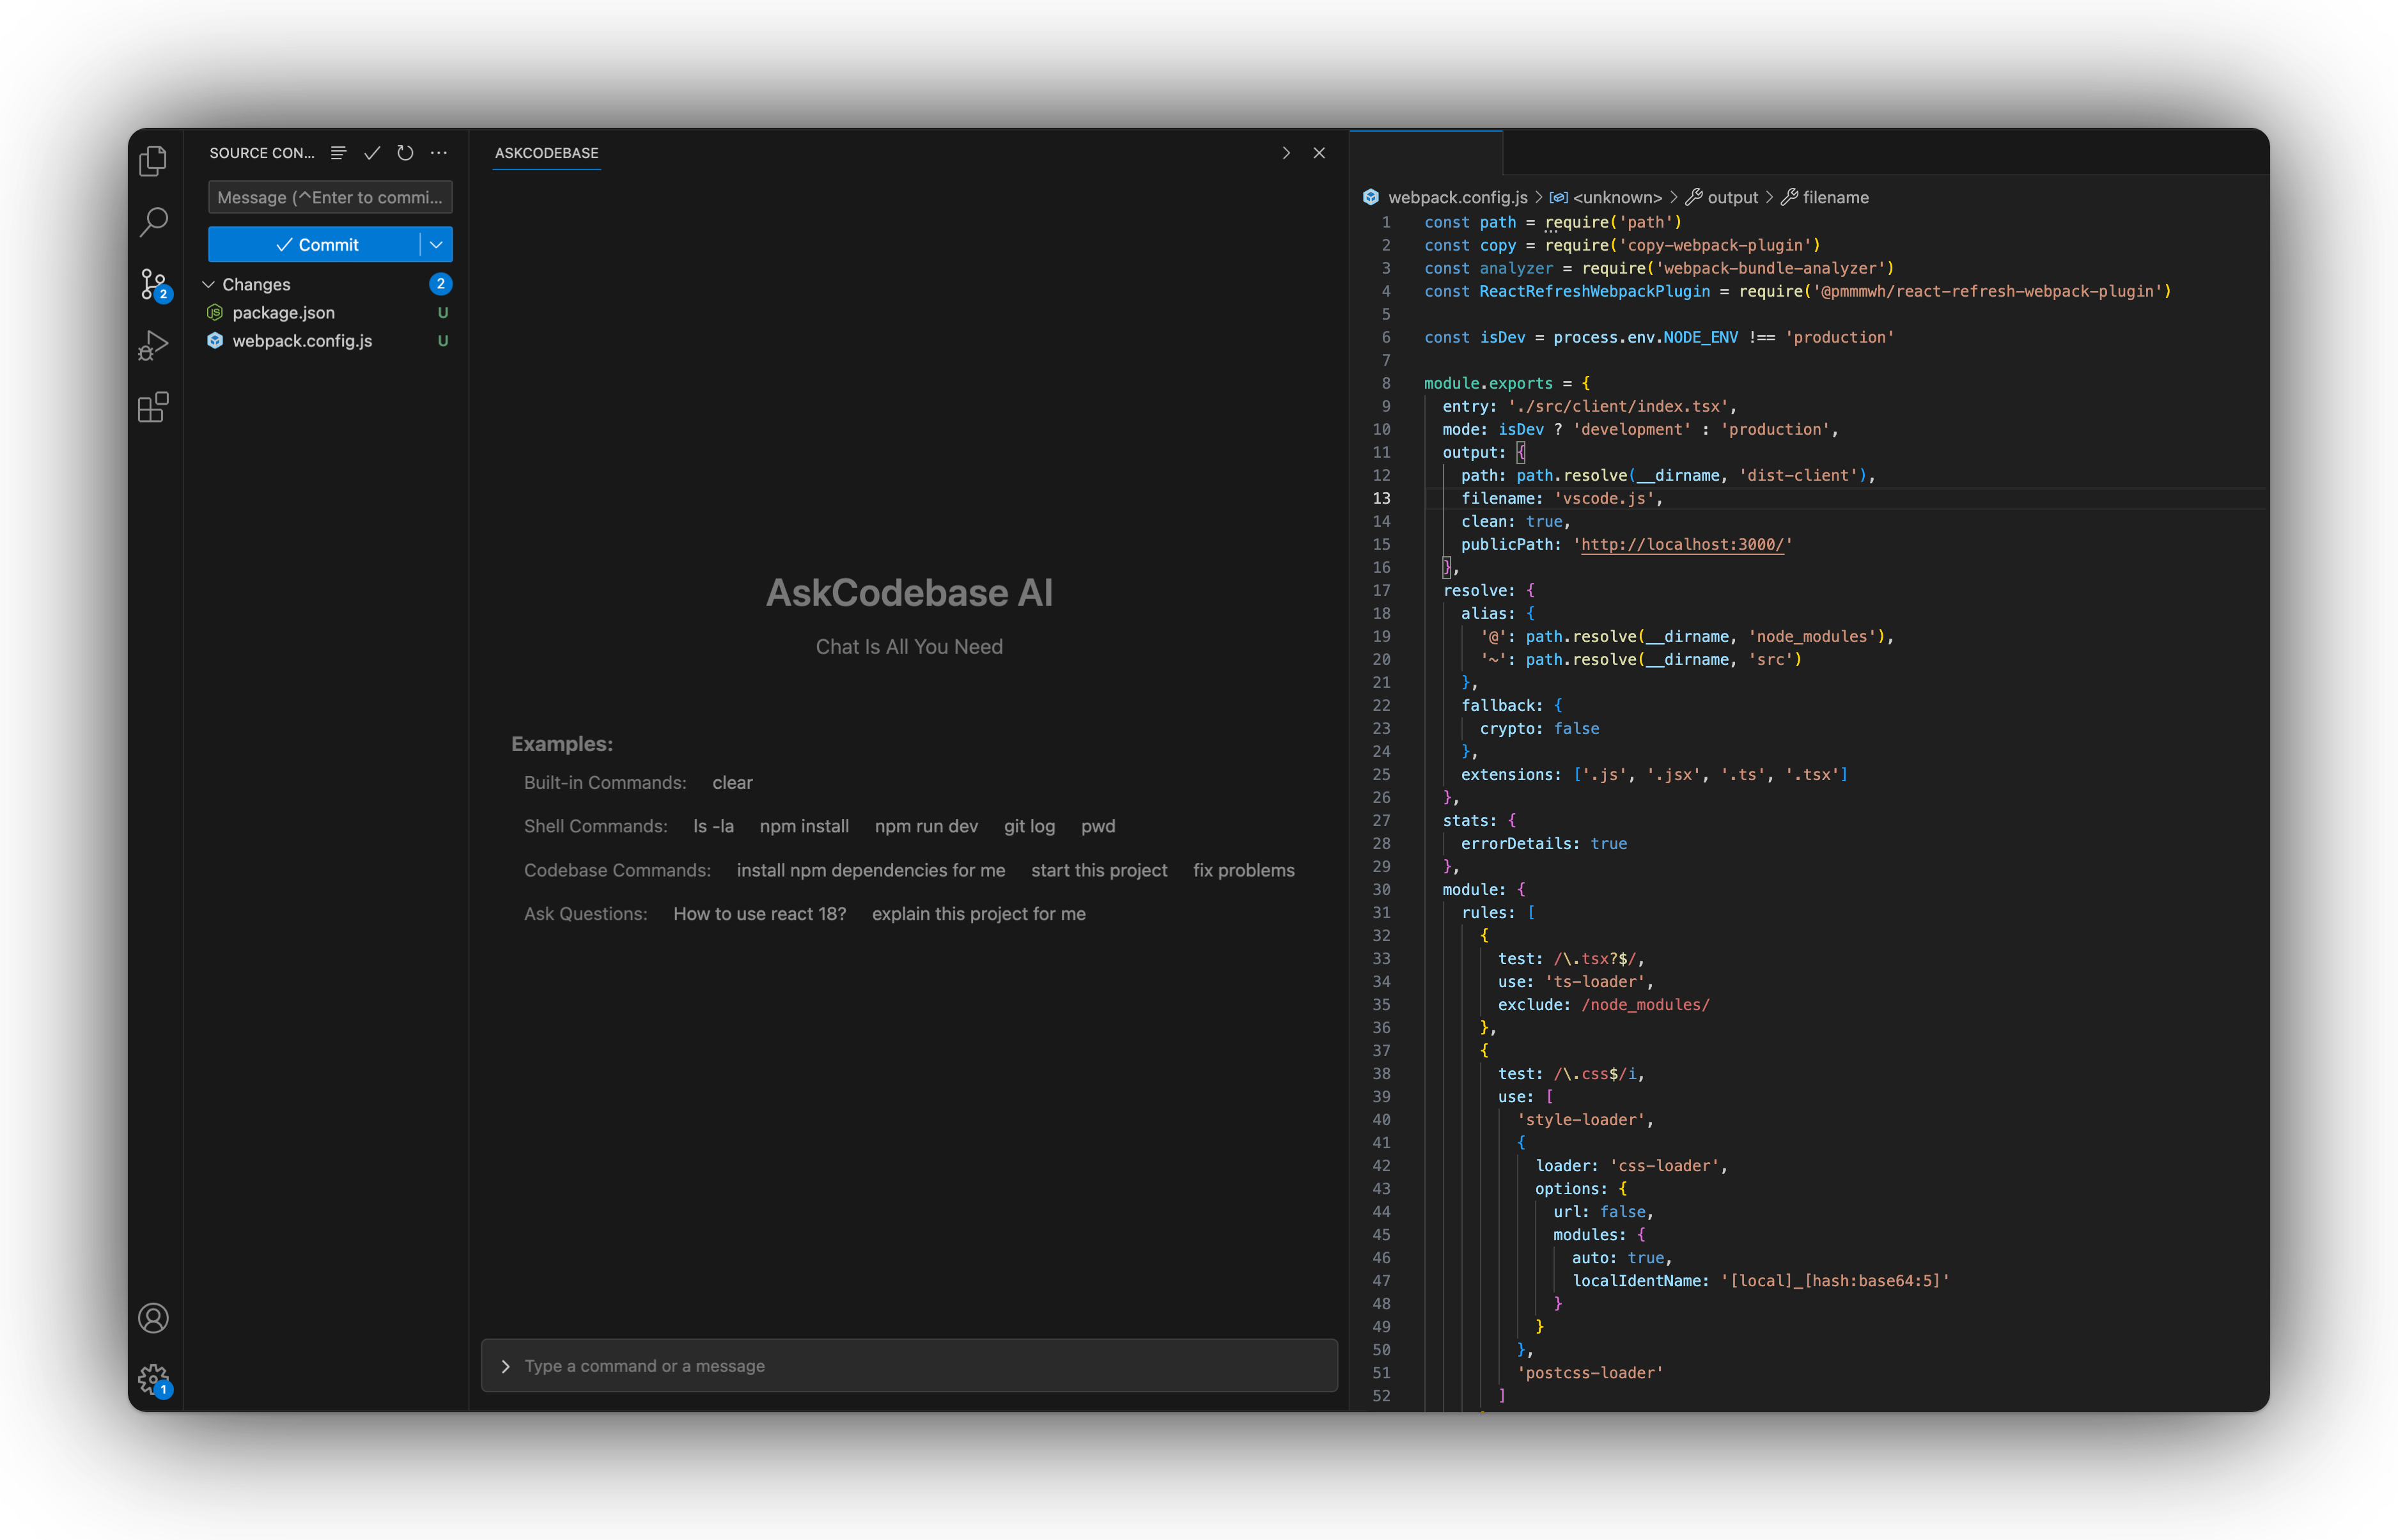 SOURCE CON...
Message (^Enter to commi...
Commit
Changes 2
package.json U
webpack.config.js U
2
1
ASKCODEBASE
AskCodebase AI
Chat Is All You Need
Examples:
Built-in Commands: clear
Shell Commands: ls -la npm install npm run dev git log pwd
Codebase Commands: install npm dependencies for me start this project fix problems
Ask Questions: How to use react 18? explain this project for me
Type a command or a message
webpack.config.js > <unknown> > output > filename
1 const path = require('path')
2 const copy = require('copy-webpack-plugin')
3 const analyzer = require('webpack-bundle-analyzer')
4 const ReactRefreshWebpackPlugin = require('@pmmmwh/react-refresh-webpack-plugin')
5
6 const isDev = process.env.NODE_ENV !== 'production'
7
8 module.exports = {
9 entry: './src/client/index.tsx',
10 mode: isDev ? 'development' : 'production',
11 output: {
12 path: path.resolve(__dirname, 'dist-client'),
13 filename: 'vscode.js',
14 clean: true,
15 publicPath: 'http://localhost:3000/'
16 },
17 resolve: {
18 alias: {
19 '@': path.resolve(__dirname, 'node_modules'),
20 '~': path.resolve(__dirname, 'src')
21 },
22 fallback: {
23 crypto: false
24 },
25 extensions: ['.js', '.jsx', '.ts', '.tsx']
26 },
27 stats: {
28 errorDetails: true
29 },
30 module: {
31 rules: [
32 {
33 test: /\.tsx?$/,
34 use: 'ts-loader',
35 exclude: /node_modules/
36 },
37 {
38 test: /\.css$/i,
39 use: [
40 'style-loader',
41 {
42 loader: 'css-loader',
43 options: {
44 url: false,
45 modules: {
46 auto: true,
47 localIdentName: '[local]_[hash:base64:5]'
48 }
49 }
50 },
51 'postcss-loader'
52 ]